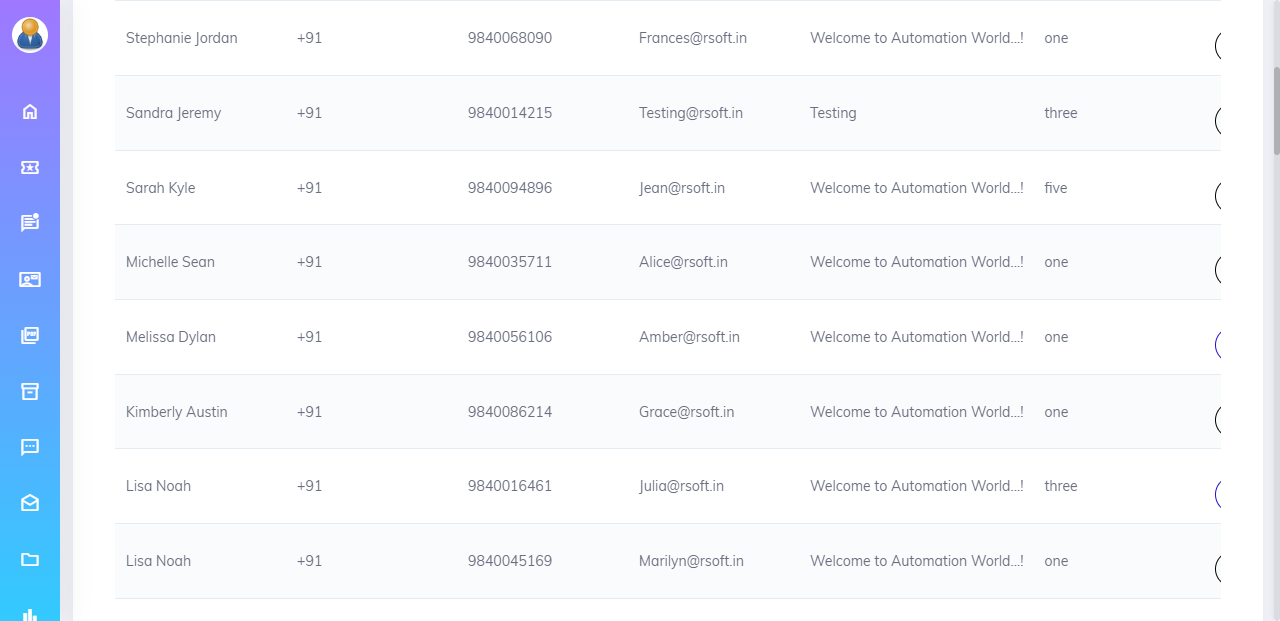 Stephanie Jordan +91 9840068090 Frances@rsoft.in Welcome to Automation World...! one
Sandra Jeremy +91 9840014215 Testing@rsoft.in Testing three
Sarah Kyle +91 9840094896 Jean@rsoft.in Welcome to Automation World...! five
Michelle Sean +91 9840035711 Alice@rsoft.in Welcome to Automation World...! one
Melissa Dylan +91 9840056106 Amber@rsoft.in Welcome to Automation World...! one
Kimberly Austin +91 9840086214 Grace@rsoft.in Welcome to Automation World...! one
Lisa Noah +91 9840016461 Julia@rsoft.in Welcome to Automation World...! three
Lisa Noah +91 9840045169 Marilyn@rsoft.in Welcome to Automation World...! one